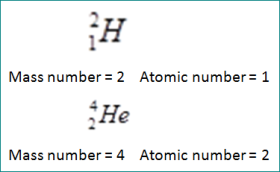 ²₁H
Mass number = 2 Atomic number = 1
⁴₂He
Mass number = 4 Atomic number = 2